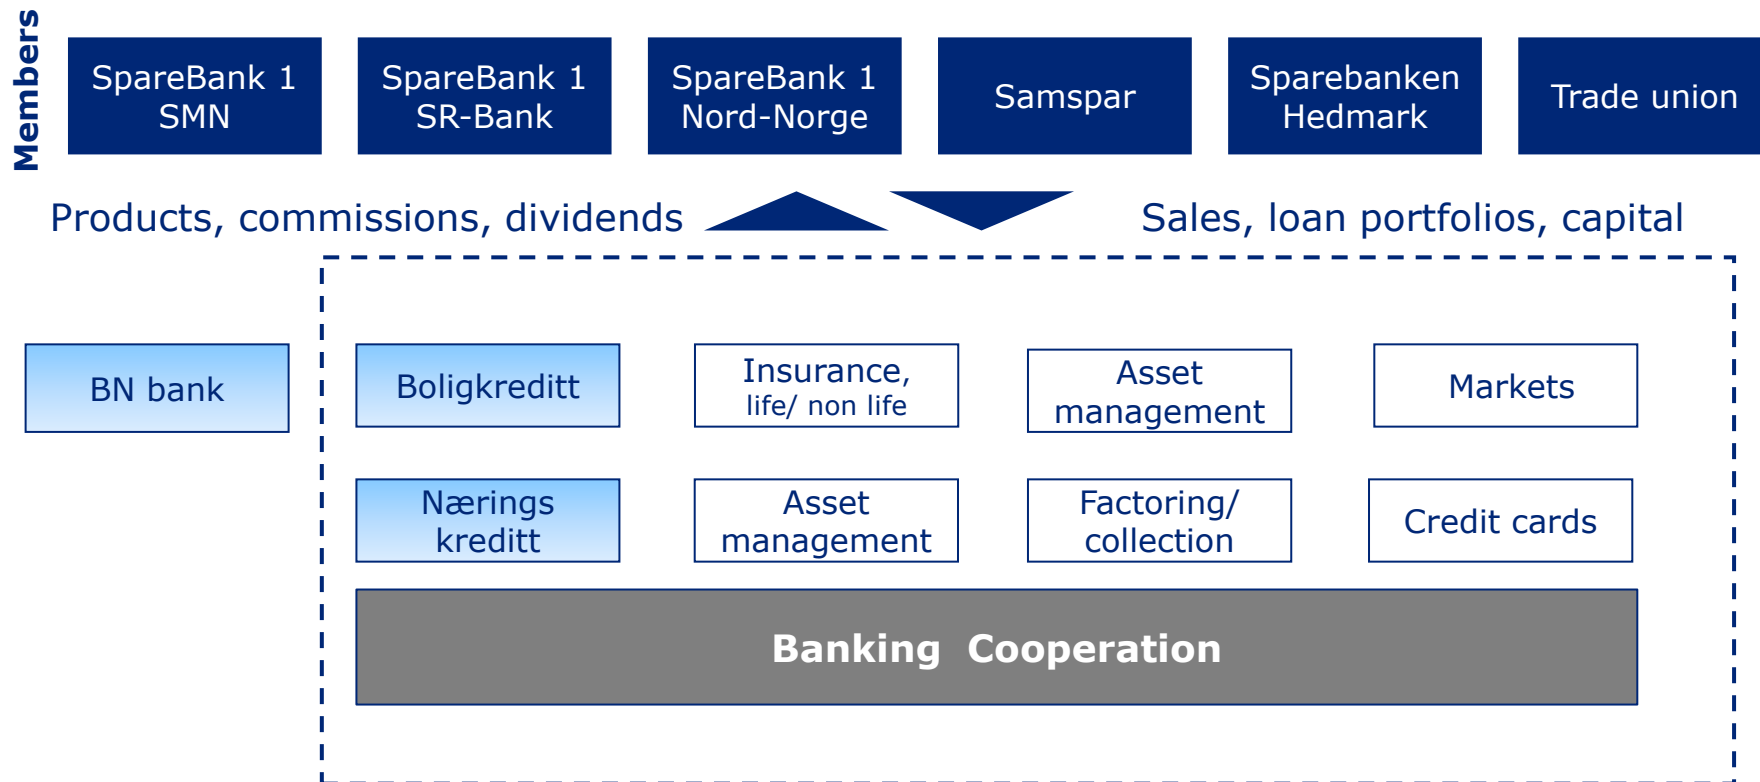 Members
SpareBank 1
SMN
SpareBank 1
SR-Bank
SpareBank 1
Nord-Norge
Samspar
Sparebanken
Hedmark
Trade union
Products, commissions, dividends
Sales, loan portfolios, capital
BN bank
Boligkreditt
Insurance,
life/ non life
Asset
management
Markets
Nærings
kreditt
Asset
management
Factoring/
collection
Credit cards
Banking Cooperation